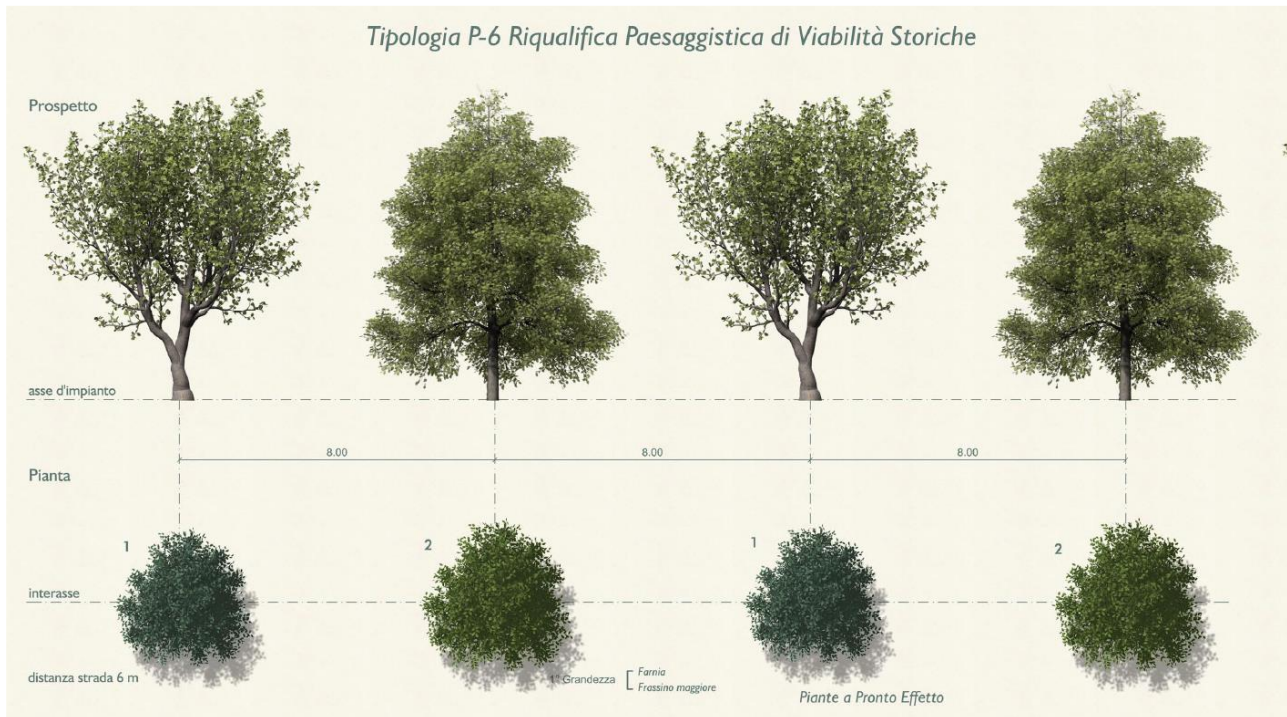 Tipologia P-6 Riqualifica Paesaggistica di Viabilità Storiche
Prospetto
asse d'impianto
8.00 8.00 8.00
Pianta
1 2 1 2
interasse
distanza strada 6 m
1° Grandezza
Farnia
Frassino maggiore
Piante a Pronto Effetto